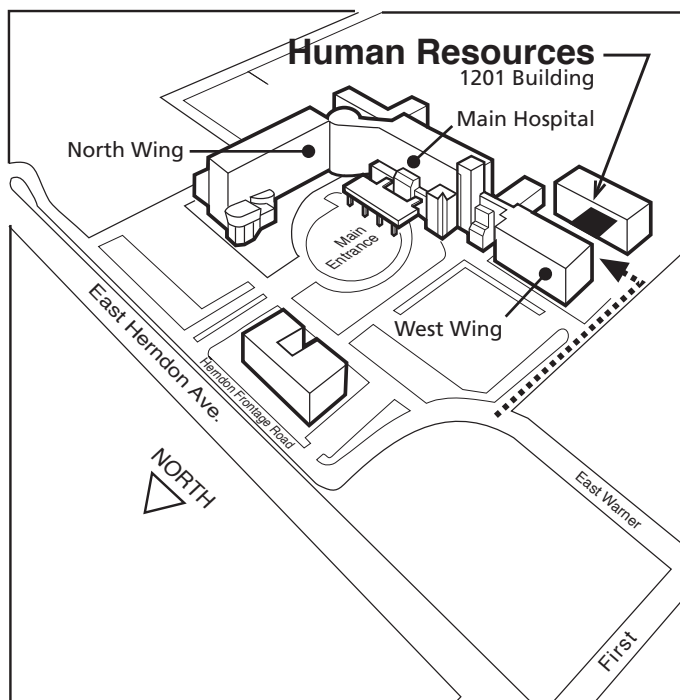 Human Resources
1201 Building
Main Hospital
North Wing
Main
Entrance
West Wing
East Herndon Ave.
Herndon Frontage Road
NORTH
East Warner
First